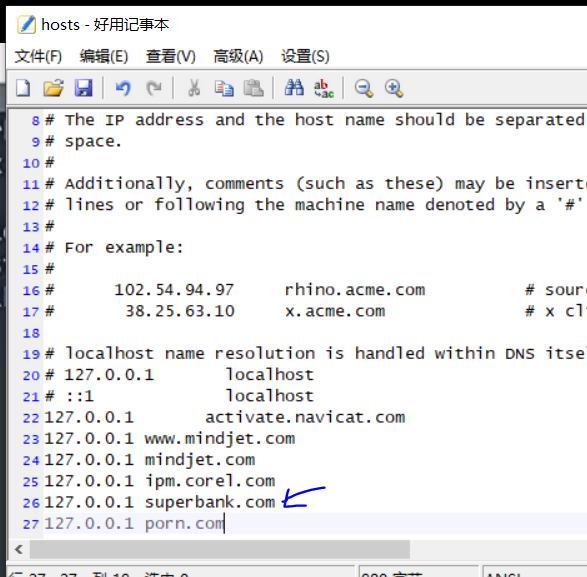 hosts - 好用记事本
文件(F) 编辑(E) 查看(V) 高级(A) 设置(S)
8 # The IP address and the host name should be separated
9 # space.
10 #
11 # Additionally, comments (such as these) may be inserte
12 # lines or following the machine name denoted by a '#'
13 #
14 # For example:
15 #
16 # 102.54.94.97 rhino.acme.com # sour
17 # 38.25.63.10 x.acme.com # x cl
18
19 # localhost name resolution is handled within DNS itsel
20 # 127.0.0.1 localhost
21 # ::1 localhost
22 127.0.0.1 activate.navicat.com
23 127.0.0.1 www.mindjet.com
24 127.0.0.1 mindjet.com
25 127.0.0.1 ipm.corel.com
26 127.0.0.1 superbank.com
27 127.0.0.1 porn.com